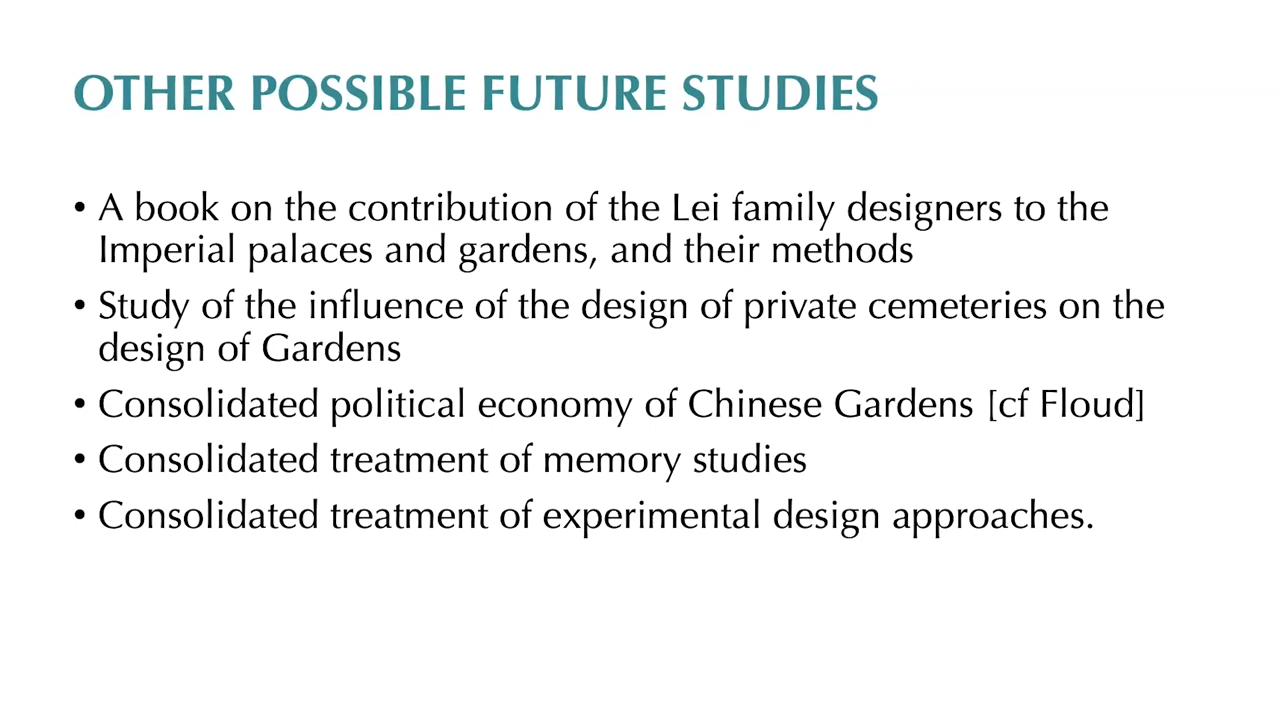 OTHER POSSIBLE FUTURE STUDIES
• A book on the contribution of the Lei family designers to the
Imperial palaces and gardens, and their methods
• Study of the influence of the design of private cemeteries on the
design of Gardens
• Consolidated political economy of Chinese Gardens [cf Floud]
• Consolidated treatment of memory studies
• Consolidated treatment of experimental design approaches.